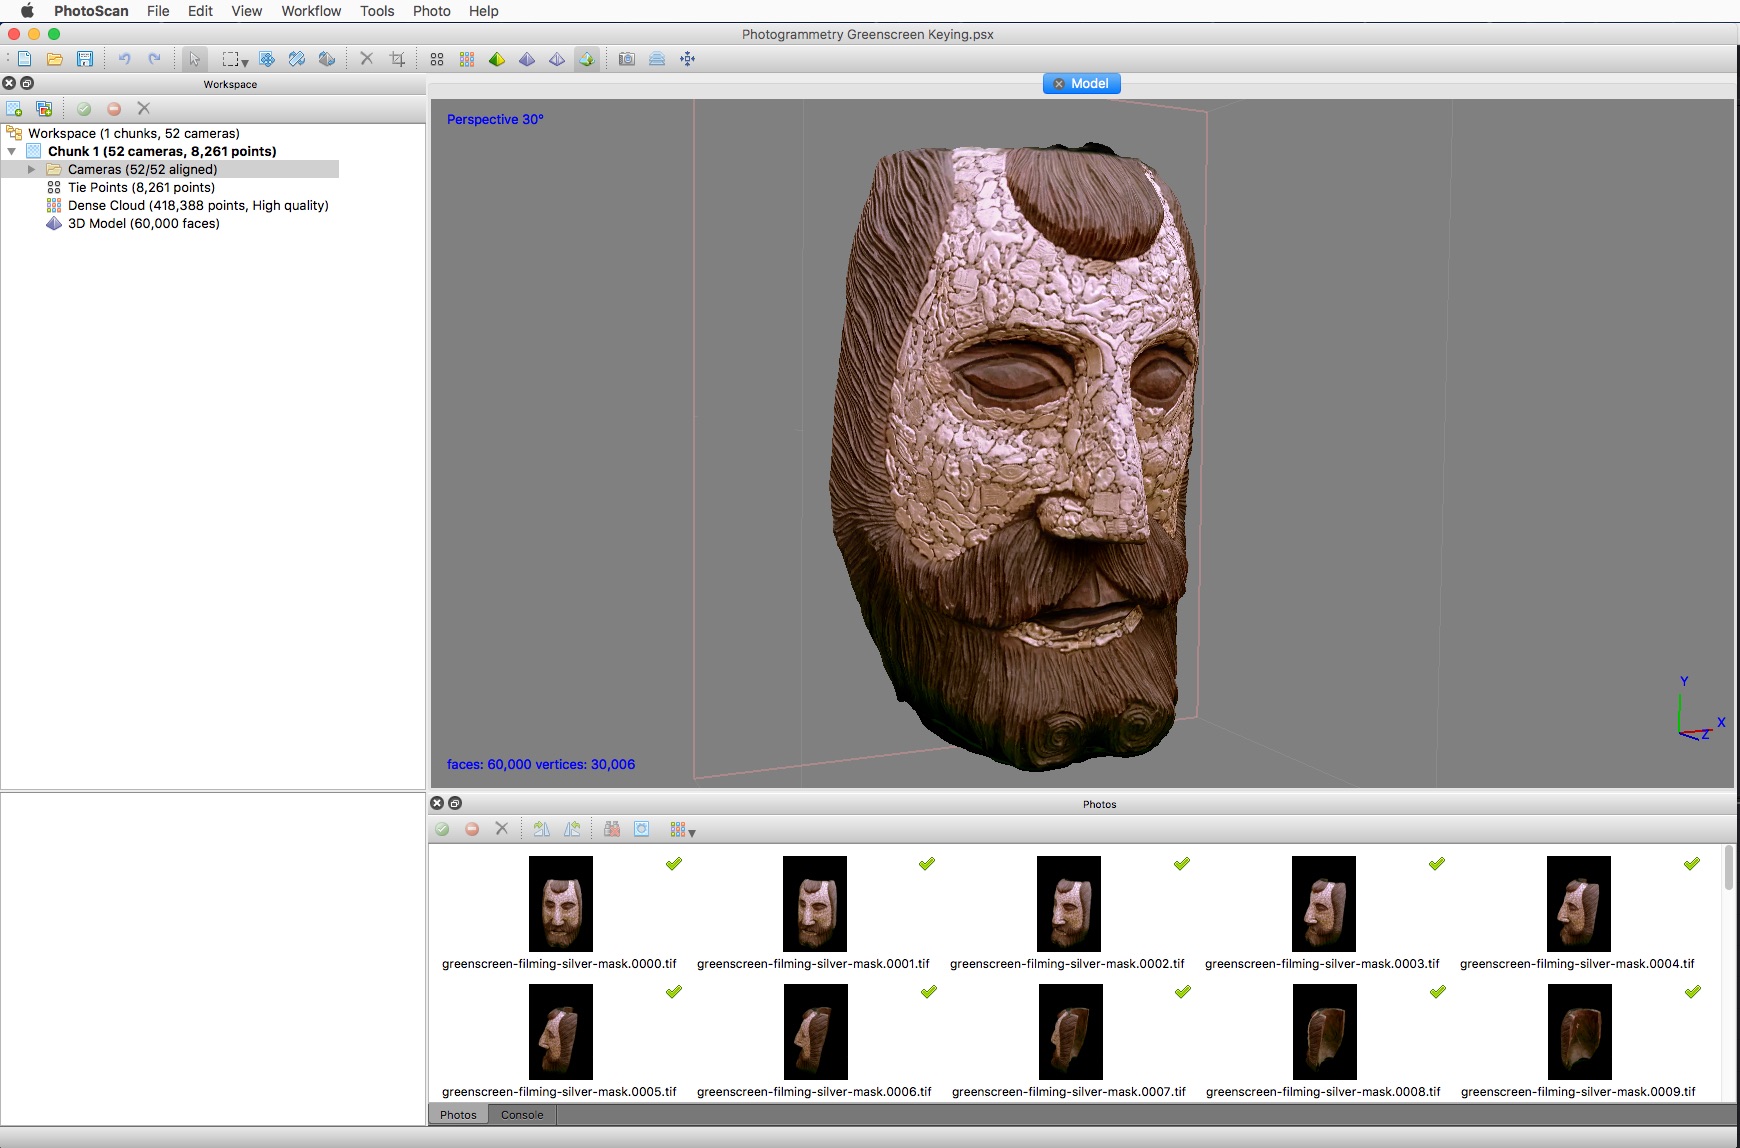 PhotoScan File Edit View Workflow Tools Photo Help
Photogrammetry Greenscreen Keying.psx
Workspace
Model
Workspace (1 chunks, 52 cameras)
Chunk 1 (52 cameras, 8,261 points)
Cameras (52/52 aligned)
Tie Points (8,261 points)
Dense Cloud (418,388 points, High quality)
3D Model (60,000 faces)
Perspective 30°
Y
X
Z
faces: 60,000 vertices: 30,006
Photos
greenscreen-filming-silver-mask.0000.tif greenscreen-filming-silver-mask.0001.tif greenscreen-filming-silver-mask.0002.tif greenscreen-filming-silver-mask.0003.tif greenscreen-filming-silver-mask.0004.tif
greenscreen-filming-silver-mask.0005.tif greenscreen-filming-silver-mask.0006.tif greenscreen-filming-silver-mask.0007.tif greenscreen-filming-silver-mask.0008.tif greenscreen-filming-silver-mask.0009.tif
Photos Console